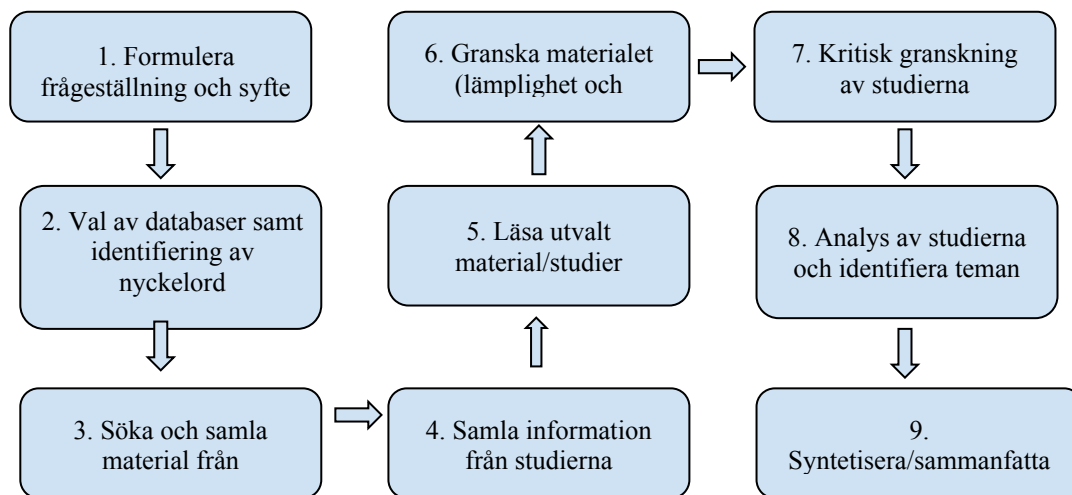 1. Formulera
frågeställning och syfte
2. Val av databaser samt
identifiering av
nyckelord
3. Söka och samla
material från
4. Samla information
från studierna
5. Läsa utvalt
material/studier
6. Granska materialet
(lämplighet och
7. Kritisk granskning
av studierna
8. Analys av studierna
och identifiera teman
9.
Syntetisera/sammanfatta